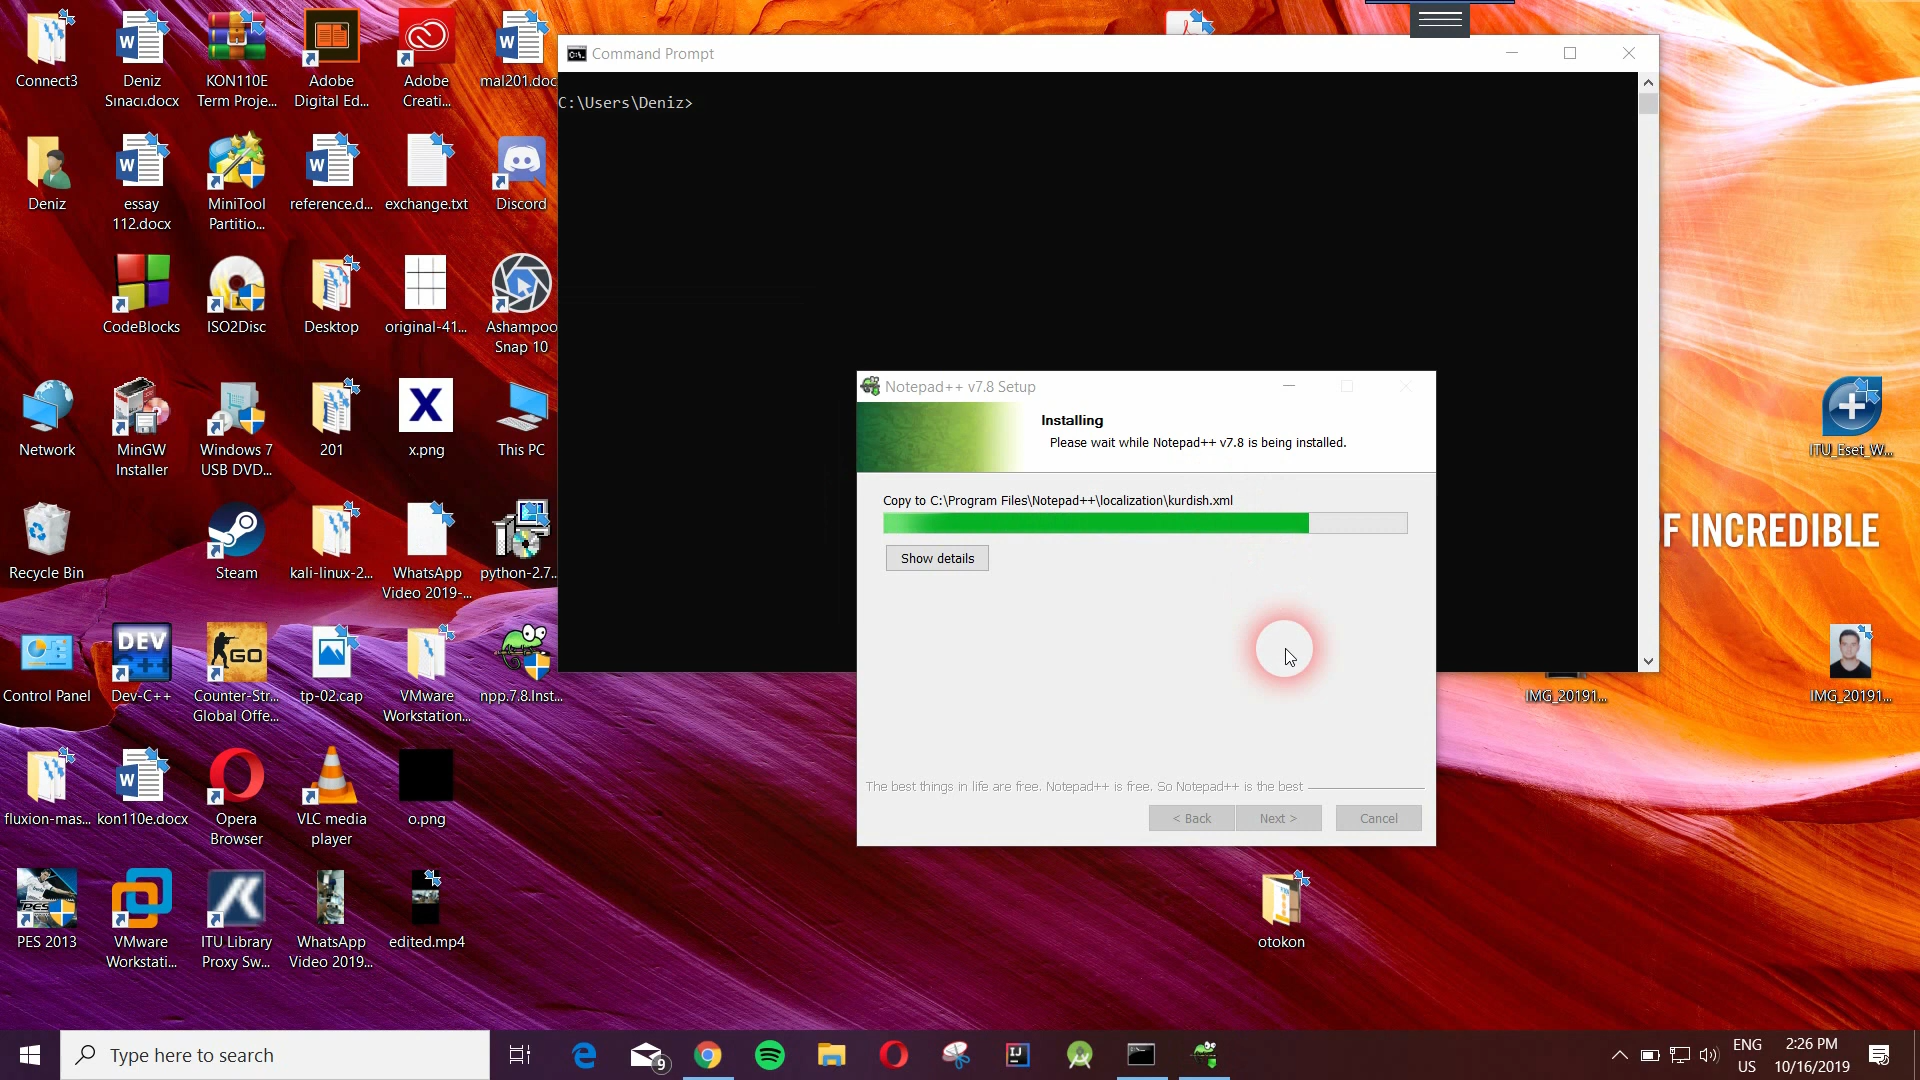 Connect3
Deniz
Sınacı.docx
KON110E
Term Proje...
Adobe
Digital Ed...
Adobe
Creati...
mal201.doc
Deniz
essay
112.docx
MiniTool
Partitio...
reference.d...
exchange.txt
Discord
CodeBlocks
ISO2Disc
Desktop
original-41...
Ashampoo
Snap 10
Network
MinGW
Installer
Windows 7
USB DVD...
201
X
x.png
This PC
Recycle Bin
Steam
kali-linux-2...
WhatsApp
Video 2019-...
python-2.7...
Control Panel
DEV
C++
Dev-C++
GO
Counter-Str...
Global Offe...
tp-02.cap
VMware
Workstation...
npp.7.8.Inst...
fluxion-mas...
kon110e.docx
Opera
Browser
VLC media
player
o.png
PES 2013
VMware
Workstati...
ITU Library
Proxy Sw...
WhatsApp
Video 2019...
edited.mp4
Command Prompt
C:\Users\Deniz>
Notepad++ v7.8 Setup
Installing
Please wait while Notepad++ v7.8 is being installed.
Copy to C:\Program Files\Notepad++\localization\kurdish.xml
Show details
The best things in life are free. Notepad++ is free. So Notepad++ is the best
< Back
Next >
Cancel
ITU_Eset_W...
F INCREDIBLE
IMG_20191...
IMG_20191...
otokon
Type here to search
9
IJ
ENG
US
2:26 PM
10/16/2019